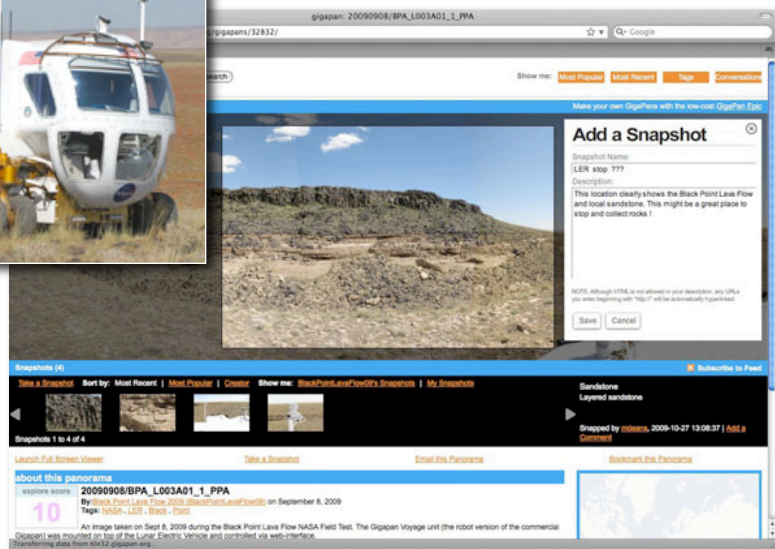 gigapan: 20090908/BPA_L003A01_1_PPA
/gigapans/32832/
Google
Show me: Most Popular Most Recent Tags Conversations
Make your own GigaPans with the low-cost GigaPan Epic
Add a Snapshot
Snapshot Name:
LER stop ???
Description:
This location clearly shows the Black Point Lava Flow
and local sandstone. This might be a great place to
stop and collect rocks !
NOTE: Although HTML is not allowed in your description, any URLs
you enter beginning with "http://" will be automatically hyperlinked.
Save Cancel
NASA
Snapshots (4)
Subscribe to Feed
Take a Snapshot Sort by: Most Recent | Most Popular | Creator Show me: BlackPointLavaFlow09's Snapshots | My Snapshots
Snapshots 1 to 4 of 4
Sandstone
Layered sandstone
Snapped by mdeans, 2009-10-27 13:08:37 | Add a
Comment
Launch Full Screen Viewer Take a Snapshot Email this Panorama Bookmark this Panorama
about this panorama
explore score
10
20090908/BPA_L003A01_1_PPA
By: Black Point Lava Flow 2009 (BlackPointLavaFlow09) on September 8, 2009
Tags: NASA , LER , Black , Point
An image taken on Sept 8, 2009 during the Black Point Lava Flow NASA Field Test. The Gigapan Voyage unit (the robot version of the commercial
Gigapan) was mounted on top of the Lunar Electric Vehicle and controlled via web-interface.
Transferring data from tile32.gigapan.org...